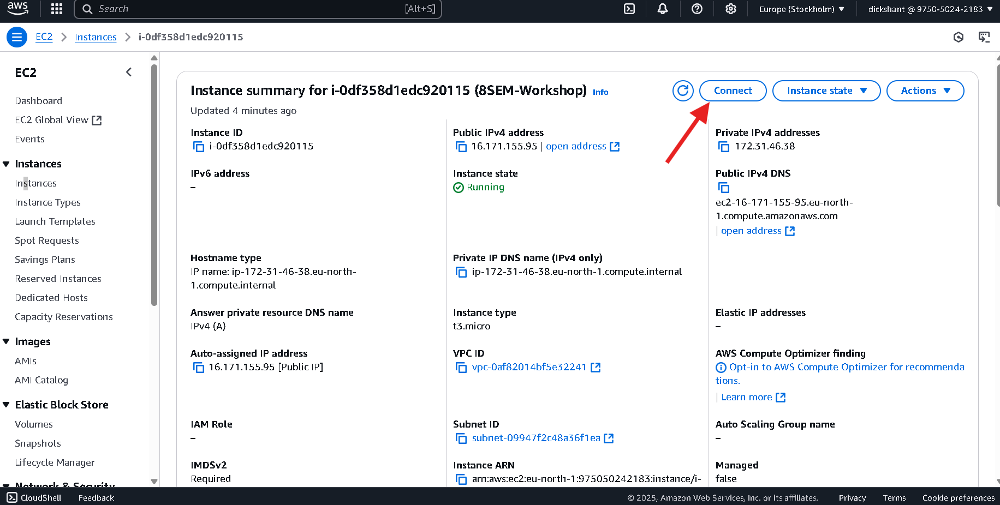 aws
Search
[Alt+S]
Europe (Stockholm)
dickshant @ 9750-5024-2183
EC2
Instances
i-0df358d1edc920115
EC2
Dashboard
EC2 Global View
Events
Instances
Instances
Instance Types
Launch Templates
Spot Requests
Savings Plans
Reserved Instances
Dedicated Hosts
Capacity Reservations
Images
AMIs
AMI Catalog
Elastic Block Store
Volumes
Snapshots
Lifecycle Manager
Network & Security
Instance summary for i-0df358d1edc920115 (8SEM-Workshop) Info
Updated 4 minutes ago
Connect
Instance state
Actions
Instance ID
i-0df358d1edc920115
Public IPv4 address
16.171.155.95 | open address
Private IPv4 addresses
172.31.46.38
IPv6 address
–
Instance state
Running
Public IPv4 DNS
ec2-16-171-155-95.eu-north-
1.compute.amazonaws.com
| open address
Hostname type
IP name: ip-172-31-46-38.eu-north-
1.compute.internal
Private IP DNS name (IPv4 only)
ip-172-31-46-38.eu-north-1.compute.internal
Answer private resource DNS name
IPv4 (A)
Instance type
t3.micro
Elastic IP addresses
–
Auto-assigned IP address
16.171.155.95 [Public IP]
VPC ID
vpc-0af82014bf5e32241
AWS Compute Optimizer finding
Opt-in to AWS Compute Optimizer for recommenda
tions.
| Learn more
IAM Role
–
Subnet ID
subnet-09947f2c48a36f1ea
Auto Scaling Group name
–
IMDSv2
Required
Instance ARN
arn:aws:ec2:eu-north-1:975050242183:instance/i-
Managed
false
CloudShell
Feedback
© 2025, Amazon Web Services, Inc. or its affiliates.
Privacy
Terms
Cookie preferences